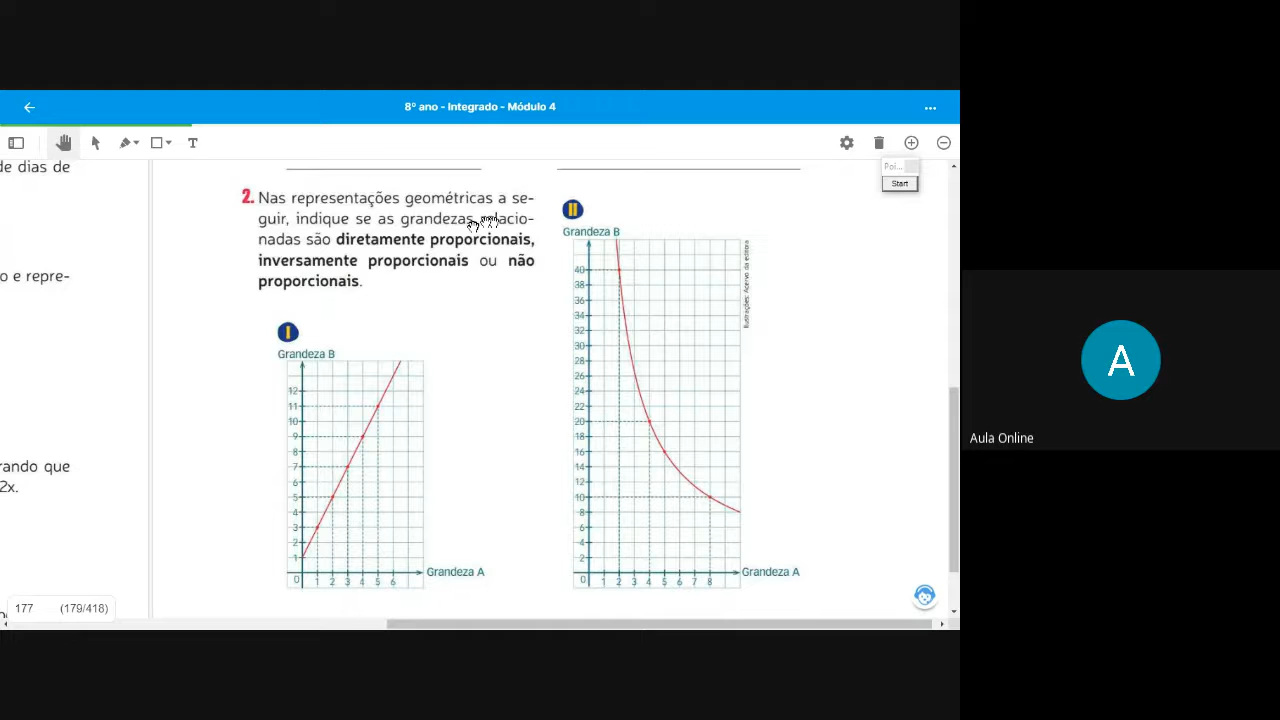 8º ano - Integrado - Módulo 4
T
Poi...
Start
de dias de
o e repre-
rando que
2x.
2. Nas representações geométricas a se-
guir, indique se as grandezas
nadas são diretamente proporcionais,
inversamente proporcionais ou não
proporcionais.
I
Grandeza B
12
11
10
9
8
7
5
4
3
2
1
0 1 2 3 4 5 6
Grandeza A
II
Grandeza B
40
38
36
34
32
30
28
26
24
22
20
18
16
14
12
10
8
6
4
2
0 1 2 3 4 5 6 7 8
Grandeza A
Ilustrações: Acervo da editora
177 (179/418)
A
Aula Online